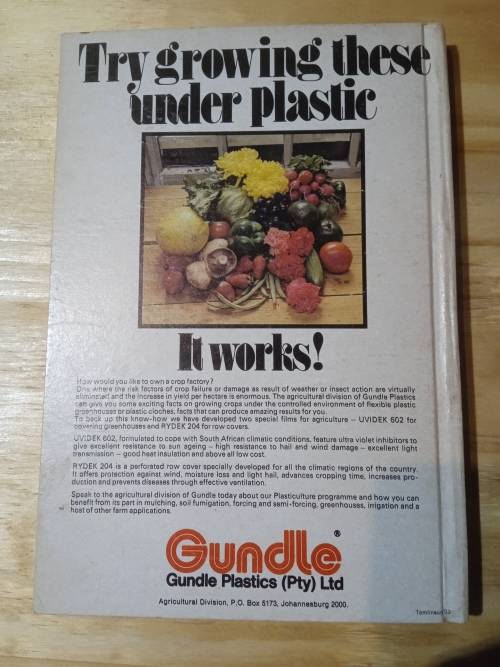 Try growing these
under plastic
It works!
How would you like to own a crop factory?
One where the risk factors of crop failure or damage as result of weather or insect action are virtually
eliminated and the increase in yield per hectare is enormous. The agricultural division of Gundle Plastics
can give you some exciting facts on growing crops under the controlled environment of flexible plastic
greenhouse or plastic cloches, facts that can produce amazing results for you.
To back up this know-how we have developed two special films for agriculture — UVIDEK 602 for
covering greenhouses and RYDEK 204 for row covers.
UVIDEK 602, formulated to cope with South African climatic conditions, feature ultra violet inhibitors to
give excellent resistance to sun ageing – high resistance to hail and wind damage – excellent light
transmission – good heat insulation and above all low cost.
RYDEK 204 is a perforated row cover specially developed for all the climatic regions of the country.
It offers protection against wind, moisture loss and light hail, advances cropping time, increases pro-
duction and prevents diseases through effective ventilation.
Speak to the agricultural division of Gundle today about our Plasticulture programme and how you can
benefit from its part in mulching, soil fumigation, forcing and semi-forcing, greenhouses, irrigation and a
host of other farm applications.
Gundle®
Gundle Plastics (Pty) Ltd
Agricultural Division, P.O. Box 5173, Johannesburg 2000.